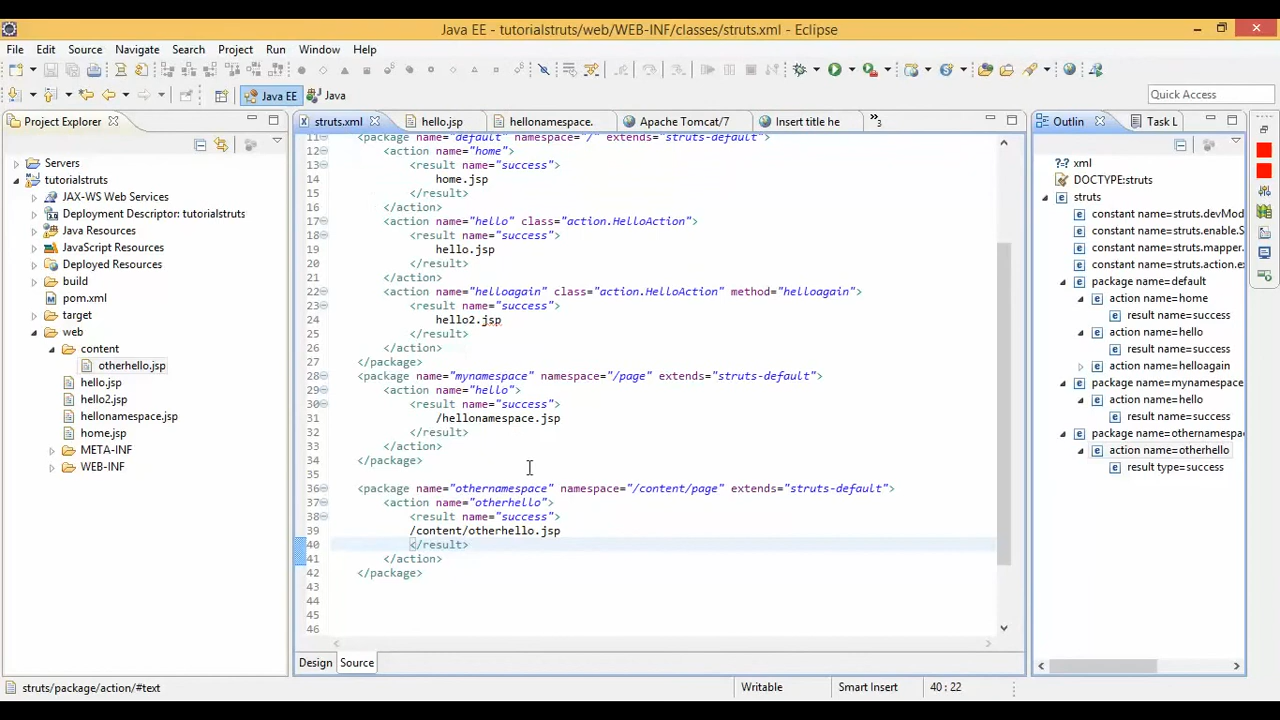 Java EE - tutorialstruts/web/WEB-INF/classes/struts.xml - Eclipse
File Edit Source Navigate Search Project Run Window Help
Java EE Java Quick Access
Project Explorer
Servers
tutorialstruts
JAX-WS Web Services
Deployment Descriptor: tutorialstruts
Java Resources
JavaScript Resources
Deployed Resources
build
pom.xml
target
web
content
otherhello.jsp
hello.jsp
hello2.jsp
hellonamespace.jsp
home.jsp
META-INF
WEB-INF
struts.xml hello.jsp hellonamespace. Apache Tomcat/7 Insert title he »3
11 <package name="default" namespace="/" extends="struts-default">
12 <action name="home">
13 <result name="success">
14 home.jsp
15 </result>
16 </action>
17 <action name="hello" class="action.HelloAction">
18 <result name="success">
19 hello.jsp
20 </result>
21 </action>
22 <action name="helloagain" class="action.HelloAction" method="helloagain">
23 <result name="success">
24 hello2.jsp
25 </result>
26 </action>
27 </package>
28 <package name="mynamespace" namespace="/page" extends="struts-default">
29 <action name="hello">
30 <result name="success">
31 /hellonamespace.jsp
32 </result>
33 </action>
34 </package>
35
36 <package name="othernamespace" namespace="/content/page" extends="struts-default">
37 <action name="otherhello">
38 <result name="success">
39 /content/otherhello.jsp
40 </result>
41 </action>
42 </package>
43
44
45
46
Design Source
Outlin Task L
?=? xml
DOCTYPE:struts
struts
constant name=struts.devMod
constant name=struts.enable.S
constant name=struts.mapper.
constant name=struts.action.e
package name=default
action name=home
result name=success
action name=hello
result name=success
action name=helloagain
package name=mynamespace
action name=hello
result name=success
package name=othernamespa
action name=otherhello
result type=success
struts/package/action/#text Writable Smart Insert 40 : 22